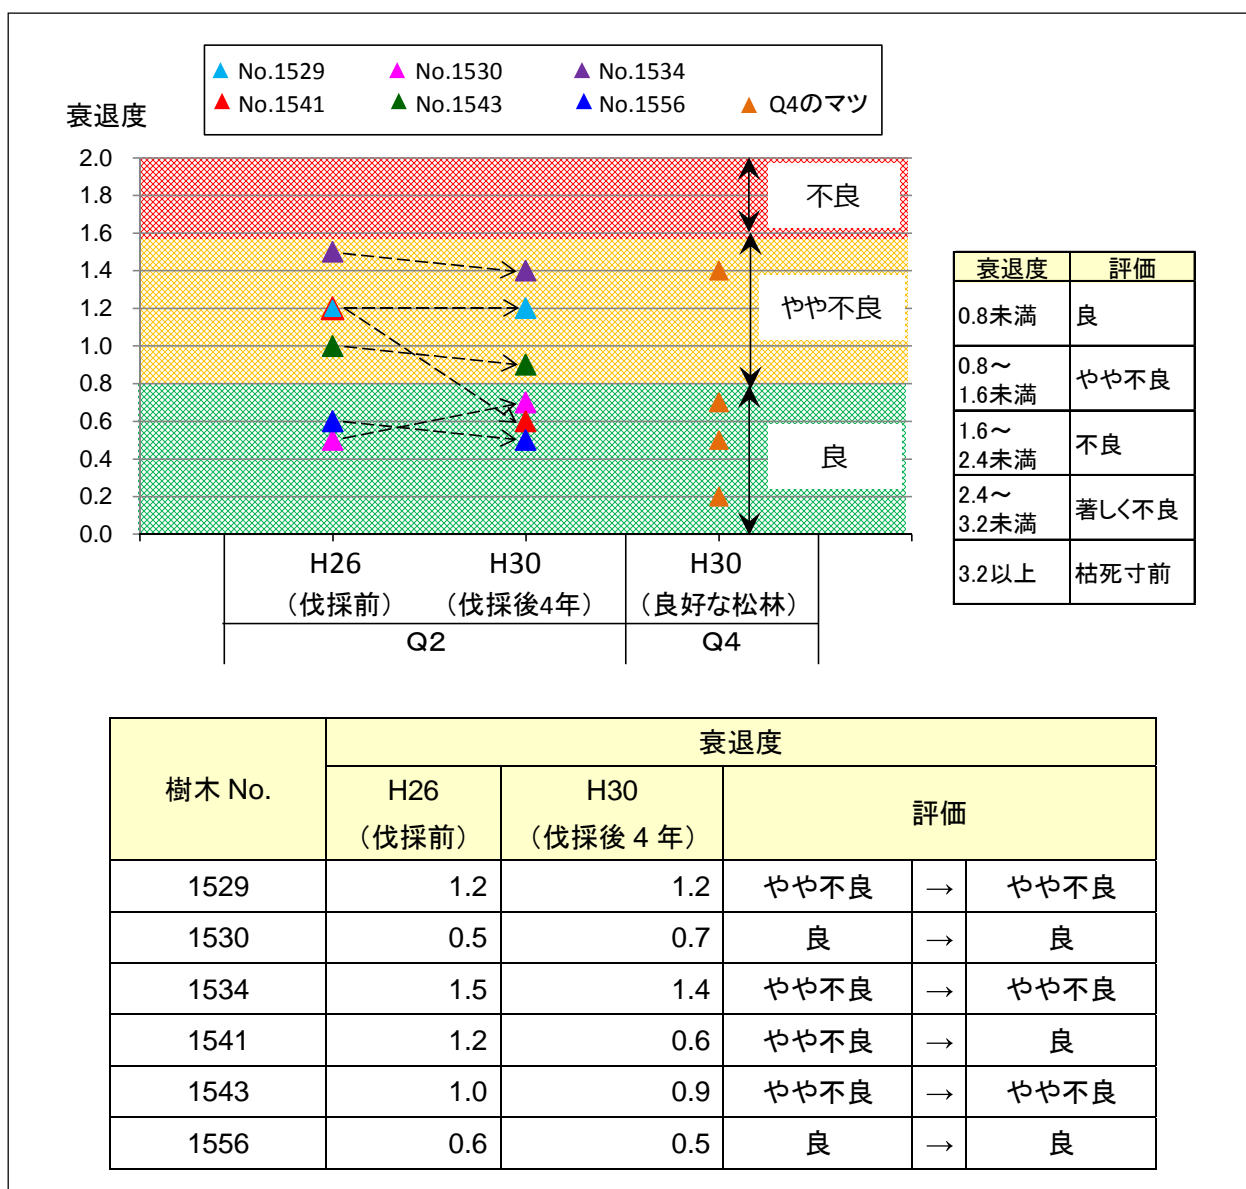 No.1529 No.1530 No.1534
No.1541 No.1543 No.1556 Q4のマツ
衰退度
2.0
1.8
1.6
1.4
1.2
1.0
0.8
0.6
0.4
0.2
0.0
不良
やや不良
良
H26 H30 H30
（伐採前） （伐採後4年） （良好な松林）
Q2 Q4
衰退度 評価
0.8未満 良
0.8～
1.6未満 やや不良
1.6～
2.4未満 不良
2.4～
3.2未満 著しく不良
3.2以上 枯死寸前
樹木 No. 衰退度
H26 H30 評価
（伐採前） （伐採後 4 年）
1529 1.2 1.2 やや不良 → やや不良
1530 0.5 0.7 良 → 良
1534 1.5 1.4 やや不良 → やや不良
1541 1.2 0.6 やや不良 → 良
1543 1.0 0.9 やや不良 → やや不良
1556 0.6 0.5 良 → 良